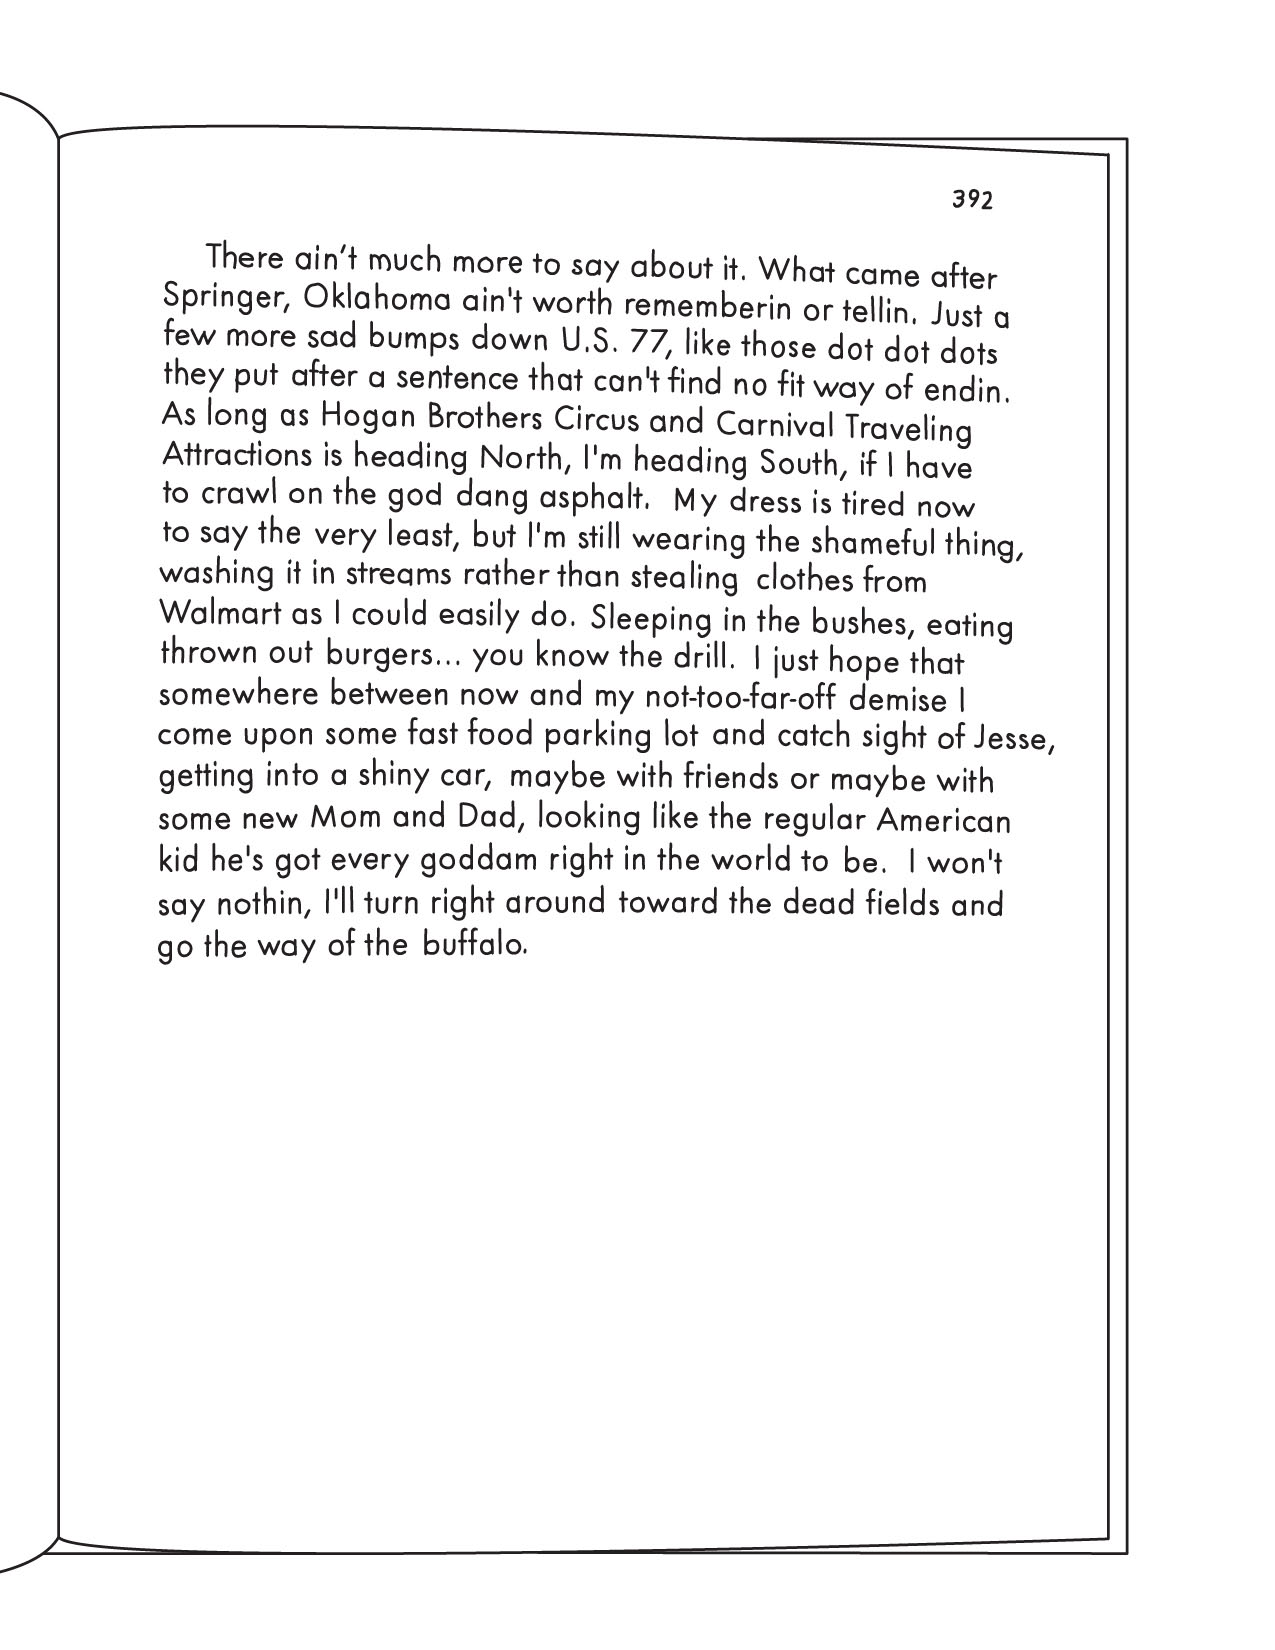 392
There ain't much more to say about it. What came after
Springer, Oklahoma ain't worth rememberin or tellin. Just a
few more sad bumps down U.S. 77, like those dot dot dots
they put after a sentence that can't find no fit way of endin.
As long as Hogan Brothers Circus and Carnival Traveling
Attractions is heading North, I'm heading South, if I have
to crawl on the god dang asphalt. My dress is tired now
to say the very least, but I'm still wearing the shameful thing,
washing it in streams rather than stealing clothes from
Walmart as I could easily do. Sleeping in the bushes, eating
thrown out burgers... you know the drill. I just hope that
somewhere between now and my not-too-far-off demise I
come upon some fast food parking lot and catch sight of Jesse,
getting into a shiny car, maybe with friends or maybe with
some new Mom and Dad, looking like the regular American
kid he's got every goddam right in the world to be. I won't
say nothin, I'll turn right around toward the dead fields and
go the way of the buffalo.